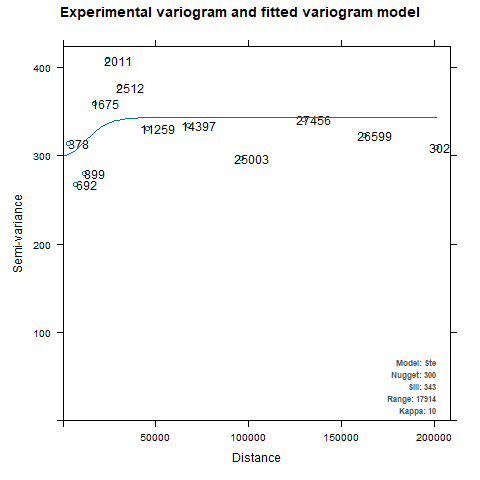 Experimental variogram and fitted variogram model
400
300
200
100
Semi-variance
2011
2512
1675
378
11259
14397
27456
26599
25003
302
899
692
Model: Ste
Nugget: 300
Sill: 343
Range: 17914
Kappa: 10
50000
100000
150000
200000
Distance